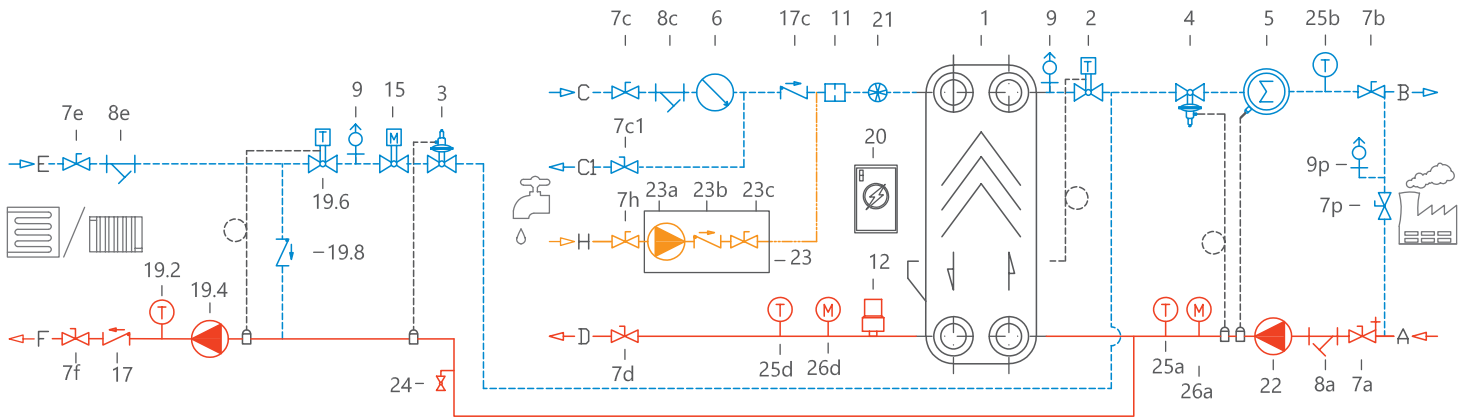 7c 8c 6 17c 11 21 1 9 2 4 5 25b 7b
T T
C Σ B
7e 8e 9 15 3 7c1 20
T M
E C1 9p
19.6 7h 23a 23b 23c 7p
H
19.8 23
19.2 19.4 12
T T M T M
F D A
7f 17 24 7d 25d 26d 25a 26a 22 8a 7a